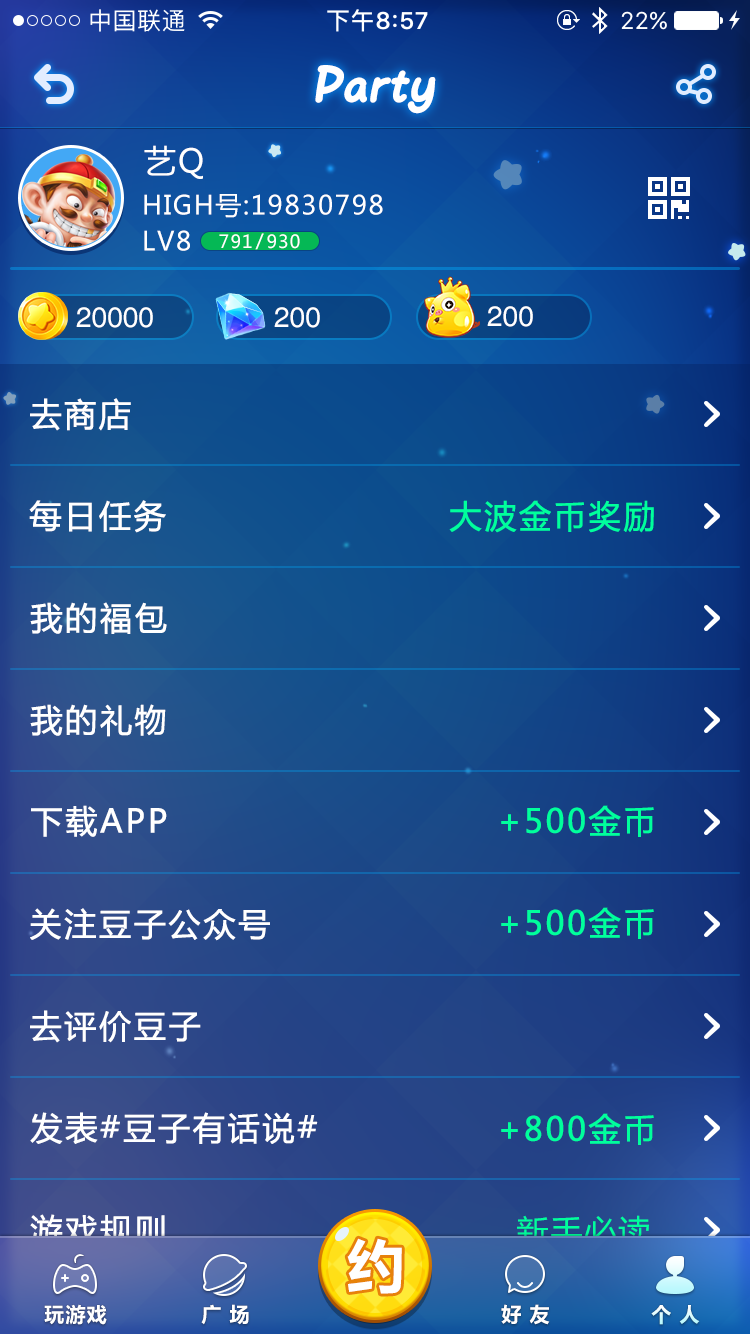 中国联通 下午8:57 22%
Party
艺Q
HIGH号:19830798
LV8 791/930
20000 200 200
去商店
每日任务 大波金币奖励
我的福包
我的礼物
下载APP +500金币
关注豆子公众号 +500金币
去评价豆子
发表#豆子有话说# +800金币
游戏规则 新手必读
约
玩游戏 广场 好友 个人